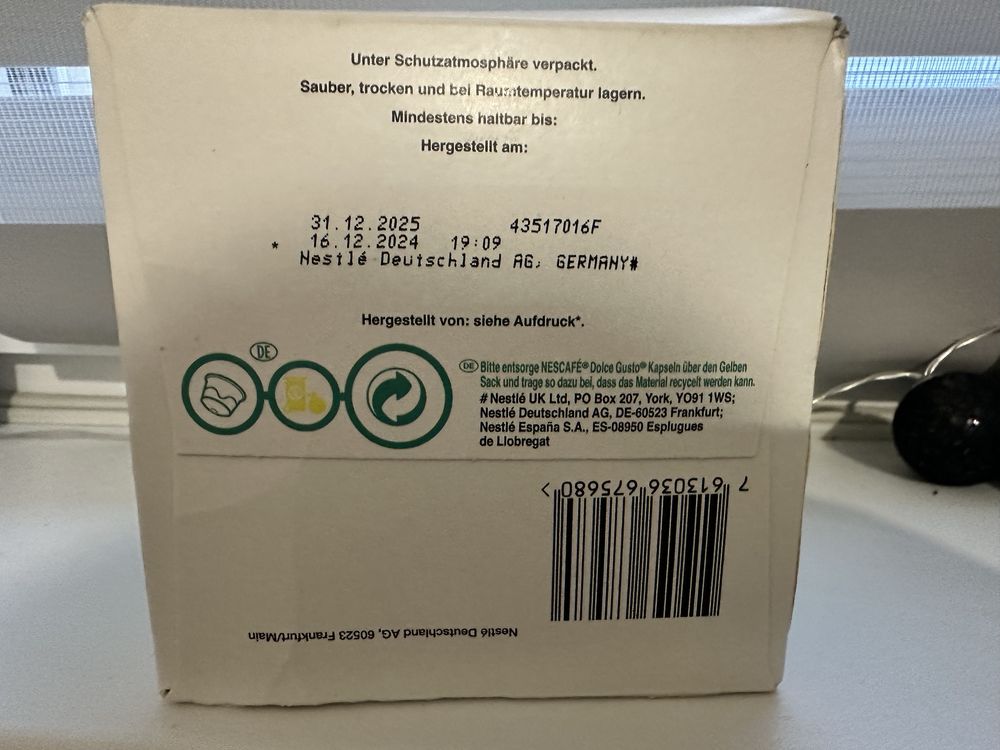 Unter Schutzatmosphäre verpackt.
Sauber, trocken und bei Raumtemperatur lagern.
Mindestens haltbar bis:
Hergestellt am:
31.12.2025 43517016F
* 16.12.2024 19:09
Nestlé Deutschland AG, GERMANY#
Hergestellt von: siehe Aufdruck*.
DE
DE Bitte entsorge NESCAFÉ® Dolce Gusto® Kapseln über den Gelben
Sack und trage so dazu bei, dass das Material recycelt werden kann.
# Nestlé UK Ltd, PO Box 207, York, YO91 1WS;
Nestlé Deutschland AG, DE-60523 Frankfurt;
Nestlé España S.A., ES-08950 Esplugues
de Llobregat
7 613036 675680 >
Nestlé Deutschland AG, 60523 Frankfurt/Main